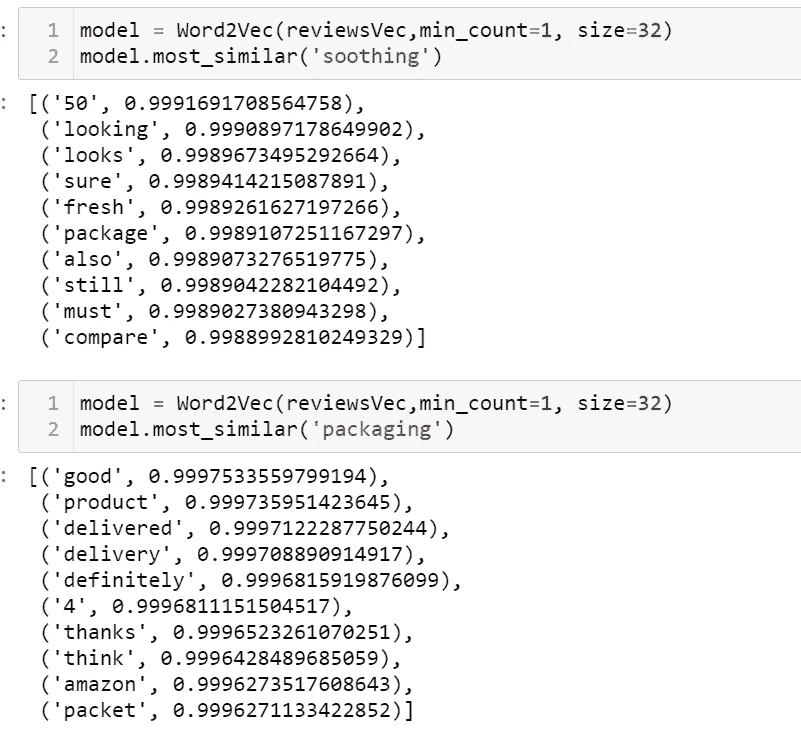 : 1 model = Word2Vec(reviewsVec,min_count=1, size=32)
2 model.most_similar('soothing')
: [('50', 0.9991691708564758),
('looking', 0.9990897178649902),
('looks', 0.9989673495292664),
('sure', 0.9989414215087891),
('fresh', 0.9989261627197266),
('package', 0.9989107251167297),
('also', 0.9989073276519775),
('still', 0.9989042282104492),
('must', 0.9989027380943298),
('compare', 0.9988992810249329)]
: 1 model = Word2Vec(reviewsVec,min_count=1, size=32)
2 model.most_similar('packaging')
: [('good', 0.9997533559799194),
('product', 0.999735951423645),
('delivered', 0.9997122287750244),
('delivery', 0.999708890914917),
('definitely', 0.9996815919876099),
('4', 0.9996811151504517),
('thanks', 0.9996523261070251),
('think', 0.9996428489685059),
('amazon', 0.9996273517608643),
('packet', 0.9996271133422852)]